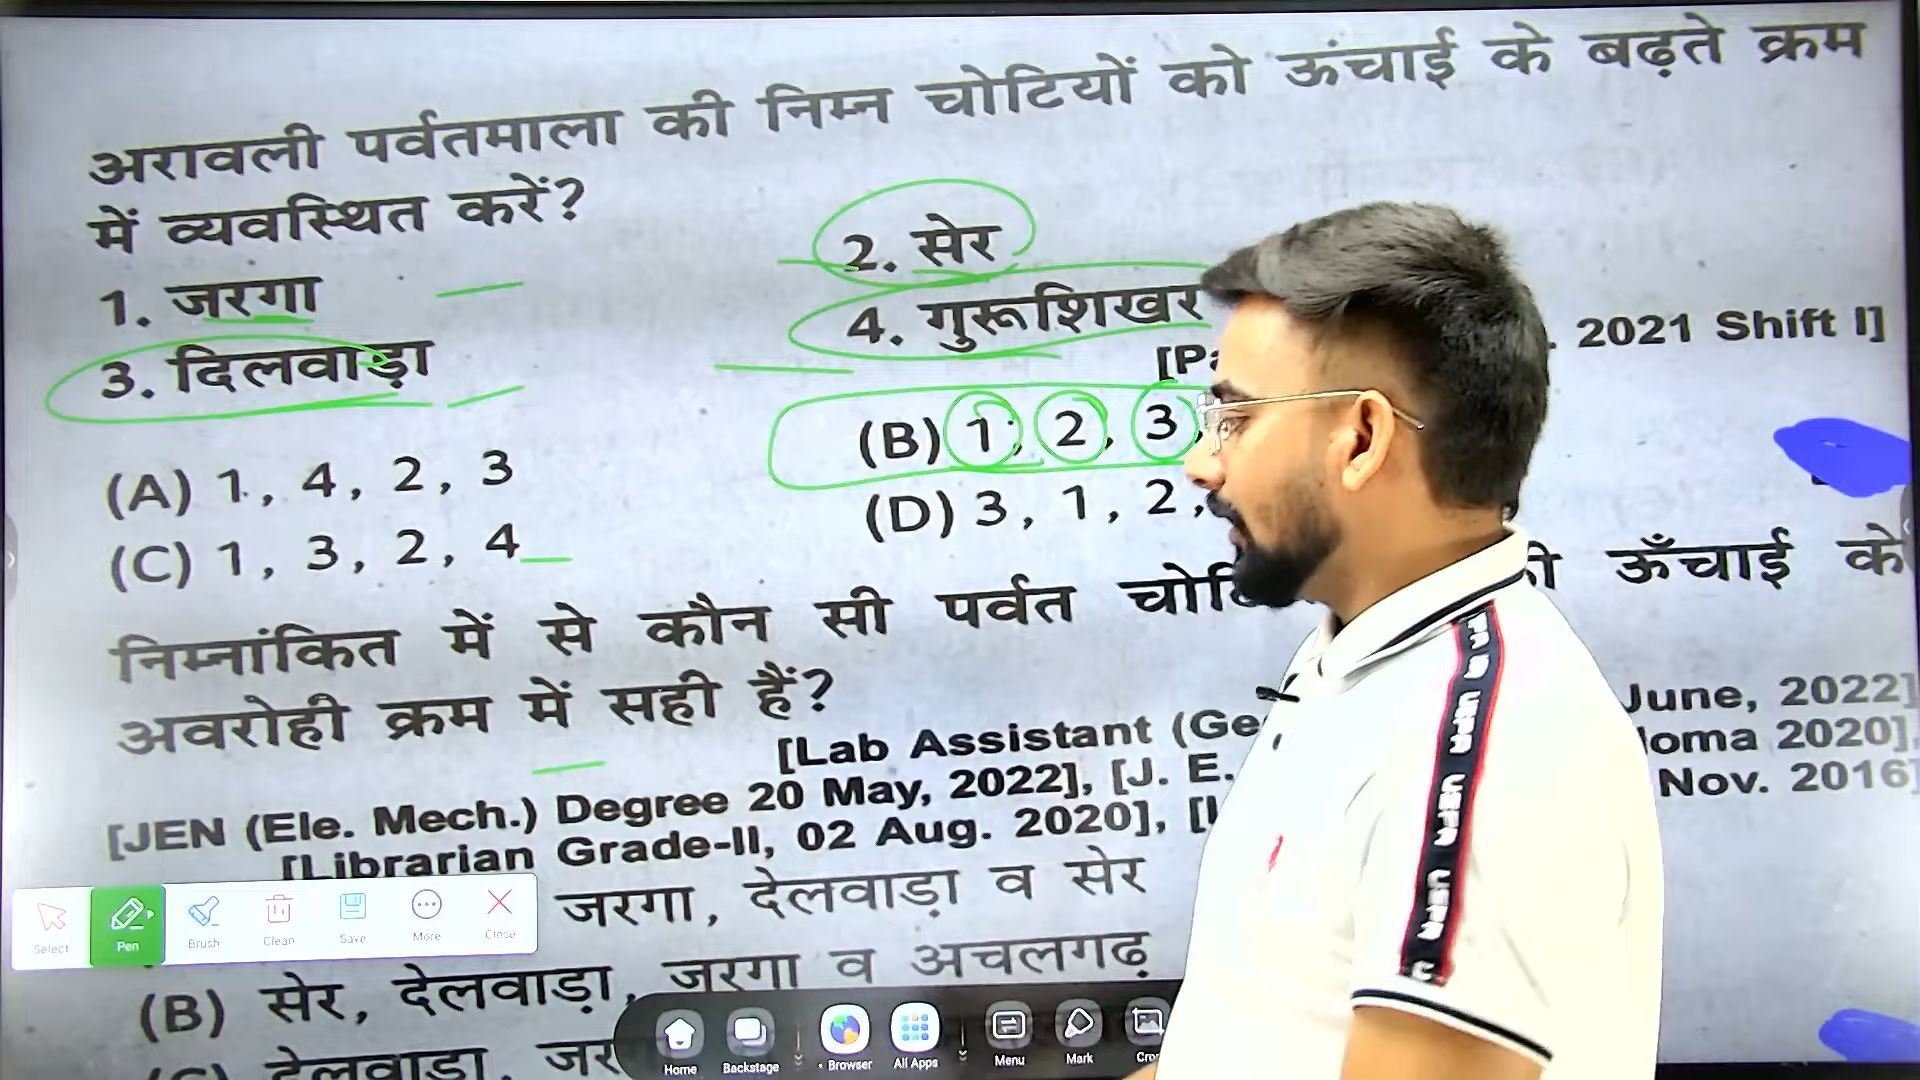 अरावली पर्वतमाला की निम्न चोटियों को ऊंचाई के बढ़ते क्रम
में व्यवस्थित करें?
1. जरगा 2. सेर
3. दिलवाड़ा 4. गुरूशिखर
2021 Shift I]
(A) 1, 4, 2, 3 (B) 1, 2, 3,
(C) 1, 3, 2, 4 (D) 3, 1, 2,
निम्नांकित में से कौन सी पर्वत ऊँचाई के
अवरोही क्रम में सही हैं?
[Lab Assistant June, 2022]
[JEN (Ele. Mech.) Degree 20 May, 2022], [J. E. 2020],
[Librarian Grade-II, 02 Aug. 2020], Nov. 2016]
जरगा, देलवाड़ा व सेर
(B) सेर, देलवाड़ा, जरगा व अचलगढ़
देलवाड़ा,
Select Pen Brush Clean Save More Close
Home Backstage Browser All Apps Menu Mark